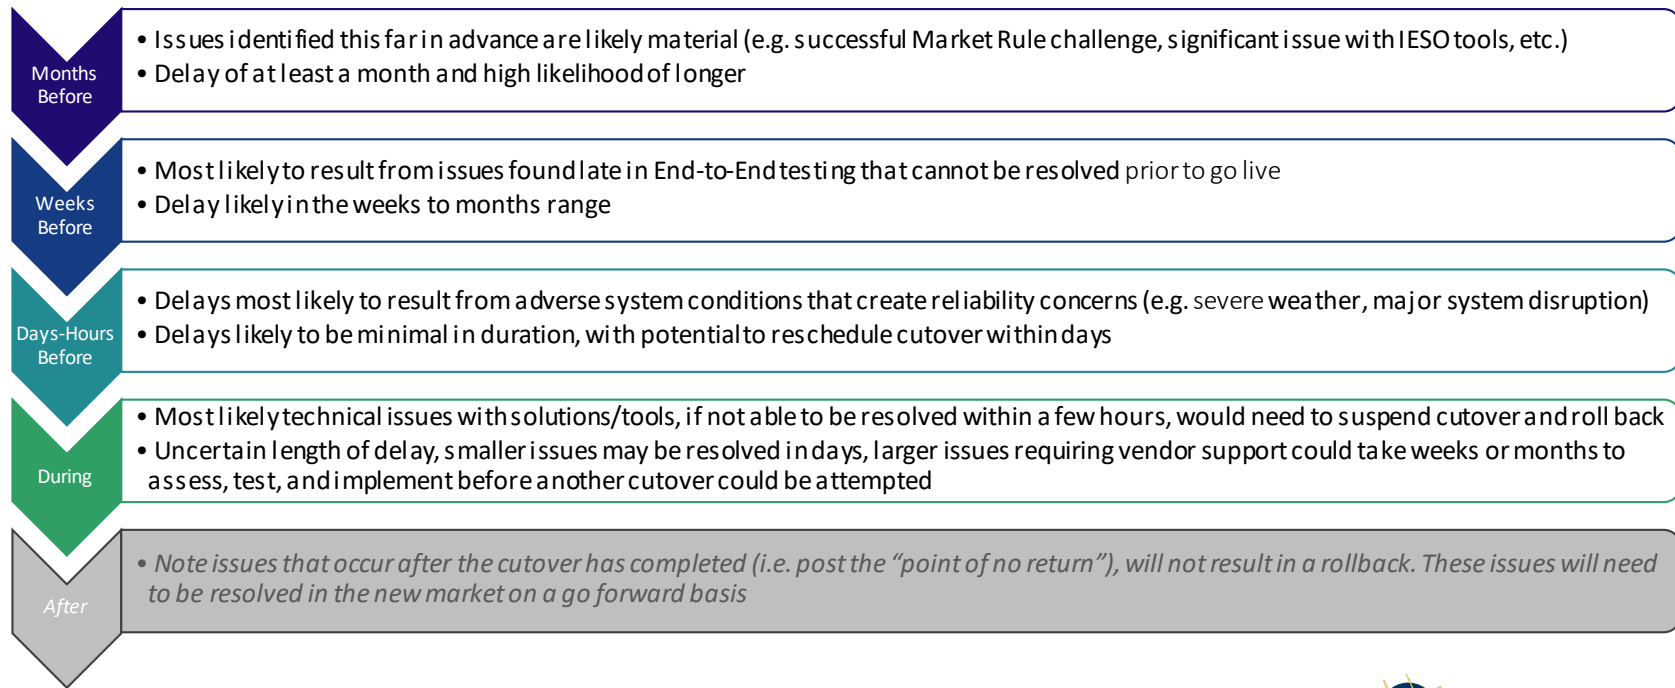 Months
Before
• Issues identified this far in advance are likely material (e.g. successful Market Rule challenge, significant issue with IESO tools, etc.)
• Delay of at least a month and high likelihood of longer
Weeks
Before
• Most likely to result from issues found late in End-to-End testing that cannot be resolved prior to go live
• Delay likely in the weeks to months range
Days-Hours
Before
• Delays most likely to result from adverse system conditions that create reliability concerns (e.g. severe weather, major system disruption)
• Delays likely to be minimal in duration, with potential to reschedule cutover within days
During
• Most likely technical issues with solutions/tools, if not able to be resolved within a few hours, would need to suspend cutover and roll back
• Uncertain length of delay, smaller issues may be resolved in days, larger issues requiring vendor support could take weeks or months to
assess, test, and implement before another cutover could be attempted
After
• Note issues that occur after the cutover has completed (i.e. post the “point of no return”), will not result in a rollback. These issues will need
to be resolved in the new market on a go forward basis